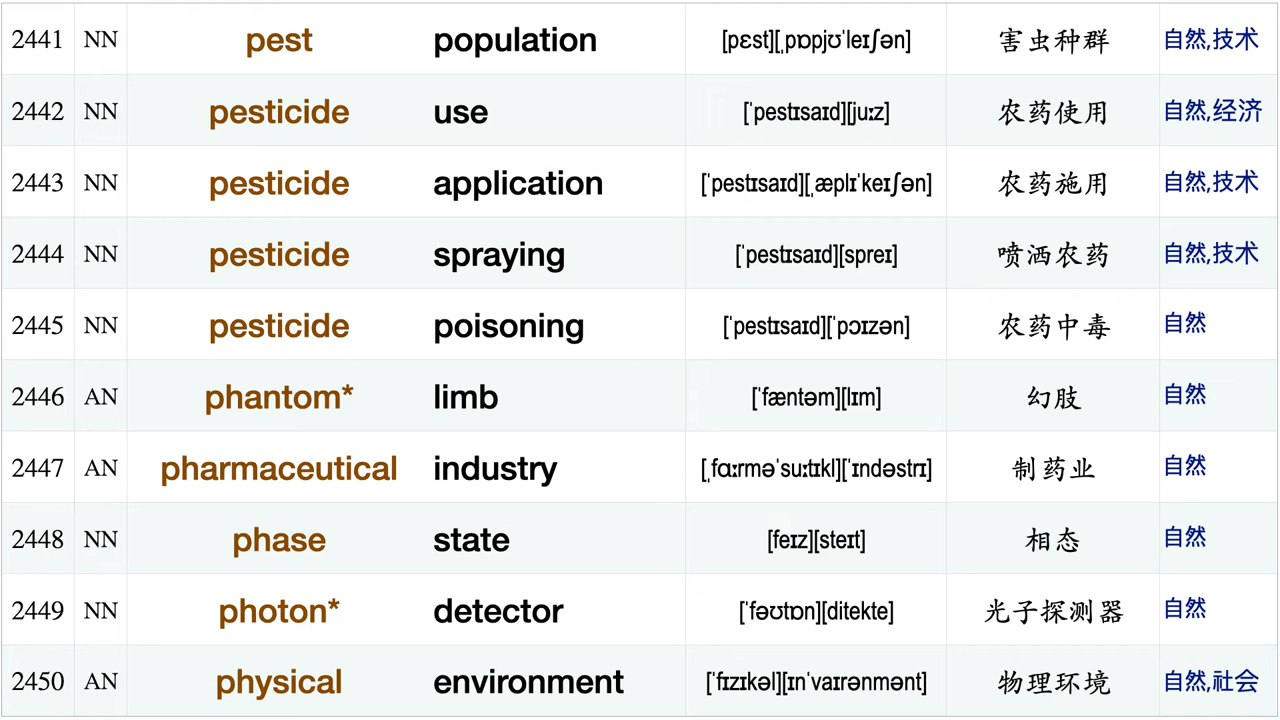 2441 NN pest population [pɛst][ˌpɒpjʊˈleɪʃən] 害虫种群 自然,技术
2442 NN pesticide use [ˈpestɪsaɪd][juːz] 农药使用 自然,经济
2443 NN pesticide application [ˈpestɪsaɪd][ˌæplɪˈkeɪʃən] 农药施用 自然,技术
2444 NN pesticide spraying [ˈpestɪsaɪd][spreɪ] 喷洒农药 自然,技术
2445 NN pesticide poisoning [ˈpestɪsaɪd][ˈpɔɪzən] 农药中毒 自然
2446 AN phantom* limb [ˈfæntəm][lɪm] 幻肢 自然
2447 AN pharmaceutical industry [ˌfɑːrməˈsuːtɪkl][ˈɪndəstrɪ] 制药业 自然
2448 NN phase state [feɪz][steɪt] 相态 自然
2449 NN photon* detector [ˈfəʊtɒn][ditekte] 光子探测器 自然
2450 AN physical environment [ˈfɪzɪkəl][ɪnˈvaɪrənmənt] 物理环境 自然,社会